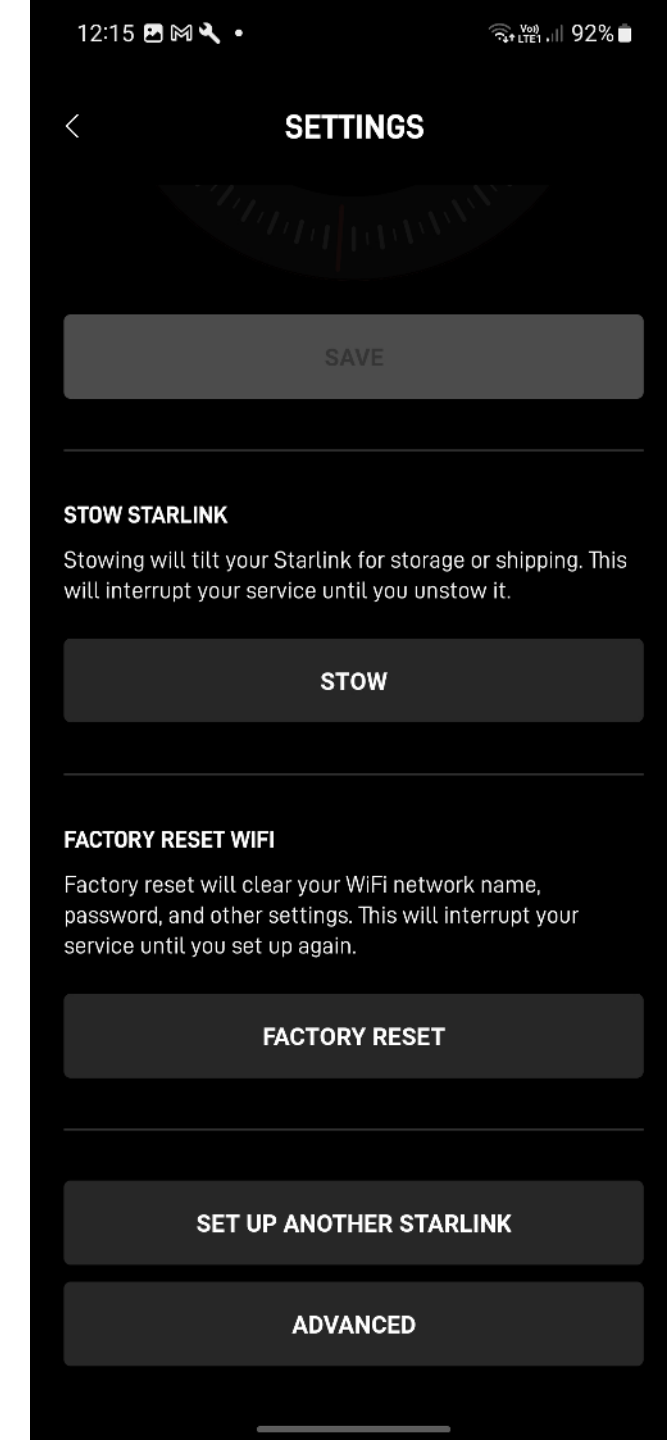 12:15 Vo)) LTE1 92%
SETTINGS
SAVE
STOW STARLINK
Stowing will tilt your Starlink for storage or shipping. This
will interrupt your service until you unstow it.
STOW
FACTORY RESET WIFI
Factory reset will clear your WiFi network name,
password, and other settings. This will interrupt your
service until you set up again.
FACTORY RESET
SET UP ANOTHER STARLINK
ADVANCED